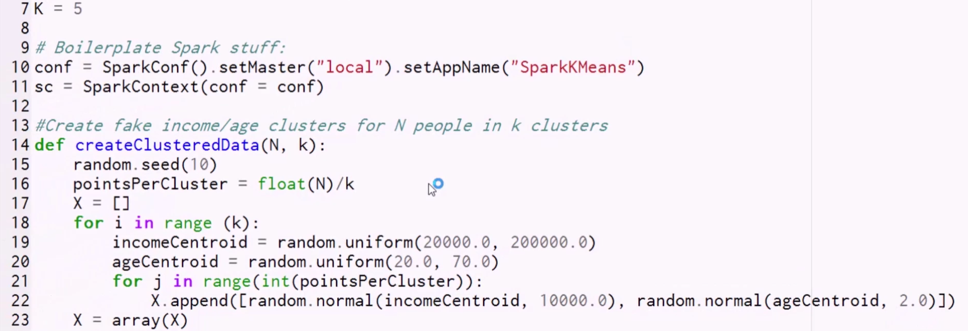 7 K = 5
8
9 # Boilerplate Spark stuff:
10 conf = SparkConf().setMaster("local").setAppName("SparkKMeans")
11 sc = SparkContext(conf = conf)
12
13 #Create fake income/age clusters for N people in k clusters
14 def createClusteredData(N, k):
15     random.seed(10)
16     pointsPerCluster = float(N)/k
17     X = []
18     for i in range (k):
19         incomeCentroid = random.uniform(20000.0, 200000.0)
20         ageCentroid = random.uniform(20.0, 70.0)
21         for j in range(int(pointsPerCluster)):
22             X.append([random.normal(incomeCentroid, 10000.0), random.normal(ageCentroid, 2.0)])
23     X = array(X)